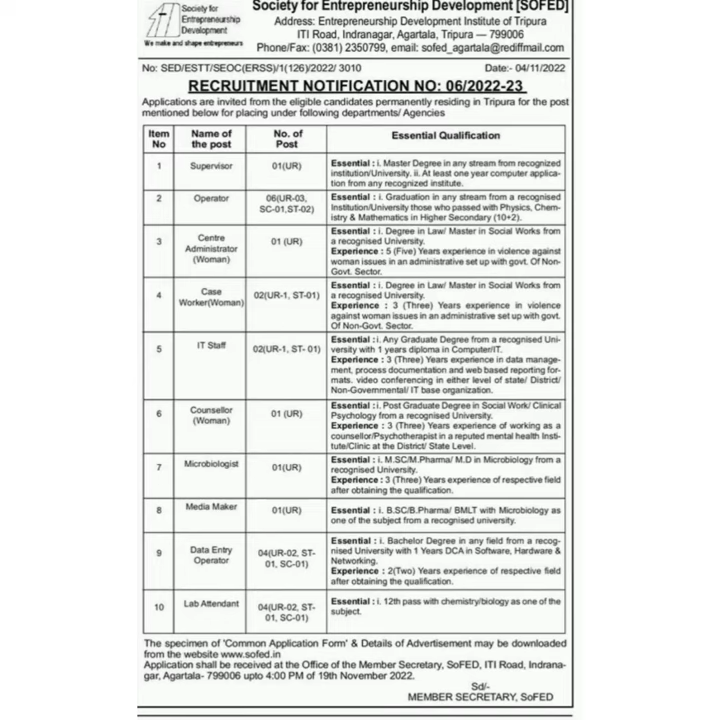 Society for
Entrepreneurship
Development
We make and shape entrepreneurs
Society for Entrepreneurship Development [SOFED]
Address: Entrepreneurship Development Institute of Tripura
ITI Road, Indranagar, Agartala, Tripura — 799006
Phone/Fax: (0381) 2350799, email: sofed_agartala@rediffmail.com
No: SED/ESTT/SEOC(ERSS)/1(126)/2022/ 3010 Date:- 04/11/2022
RECRUITMENT NOTIFICATION NO: 06/2022-23
Applications are invited from the eligible candidates permanently residing in Tripura for the post
mentioned below for placing under following departments/ Agencies
Item No Name of the post No. of Post Essential Qualification
1 Supervisor 01(UR) Essential : i. Master Degree in any stream from recognized
institution/University. ii. At least one year computer applica-
tion from any recognized institute.
2 Operator 06(UR-03, SC-01,ST-02) Essential : i. Graduation in any stream from a recognised
Institution/University those who passed with Physics, Chem-
istry & Mathematics in Higher Secondary (10+2).
3 Centre Administrator (Woman) 01 (UR) Essential : i. Degree in Law/ Master in Social Works from
a recognised University.
Experience : 5 (Five) Years experience in violence against
woman issues in an administrative set up with govt. Of Non-
Govt. Sector.
4 Case Worker(Woman) 02(UR-1, ST-01) Essential : i. Degree in Law/ Master in Social Works from
a recognised University.
Experience : 3 (Three) Years experience in violence
against woman issues in an administrative set up with govt.
Of Non-Govt. Sector.
5 IT Staff 02(UR-1, ST- 01) Essential : i. Any Graduate Degree from a recognised Uni-
versity with 1 years diploma in Computer/IT.
Experience : 3 (Three) Years experience in data manage-
ment, process documentation and web based reporting for-
mats. video conferencing in either level of state/ District/
Non-Governmental/ IT base organization.
6 Counsellor (Woman) 01 (UR) Essential : i. Post Graduate Degree in Social Work/ Clinical
Psychology from a recognised University.
Experience : 3 (Three) Years experience of working as a
counsellor/Psychotherapist in a reputed mental health Insti-
tute/Clinic at the District/ State Level.
7 Microbiologist 01(UR) Essential : i. M.SC/M.Pharma/ M.D in Microbiology from a
recognised University.
Experience : 3 (Three) Years experience of respective field
after obtaining the qualification.
8 Media Maker 01(UR) Essential : i. B.SC/B.Pharma/ BMLT with Microbiology as
one of the subject from a recognised university.
9 Data Entry Operator 04(UR-02, ST-01, SC-01) Essential : i. Bachelor Degree in any field from a recog-
nised University with 1 Years DCA in Software, Hardware &
Networking.
Experience : 2(Two) Years experience of respective field
after obtaining the qualification.
10 Lab Attendant 04(UR-02, ST-01, SC-01) Essential : i. 12th pass with chemistry/biology as one of the
subject.
The specimen of 'Common Application Form' & Details of Advertisement may be downloaded
from the website www.sofed.in
Application shall be received at the Office of the Member Secretary, SoFED, ITI Road, Indrana-
gar, Agartala- 799006 upto 4:00 PM of 19th November 2022.
Sd/-
MEMBER SECRETARY, SoFED